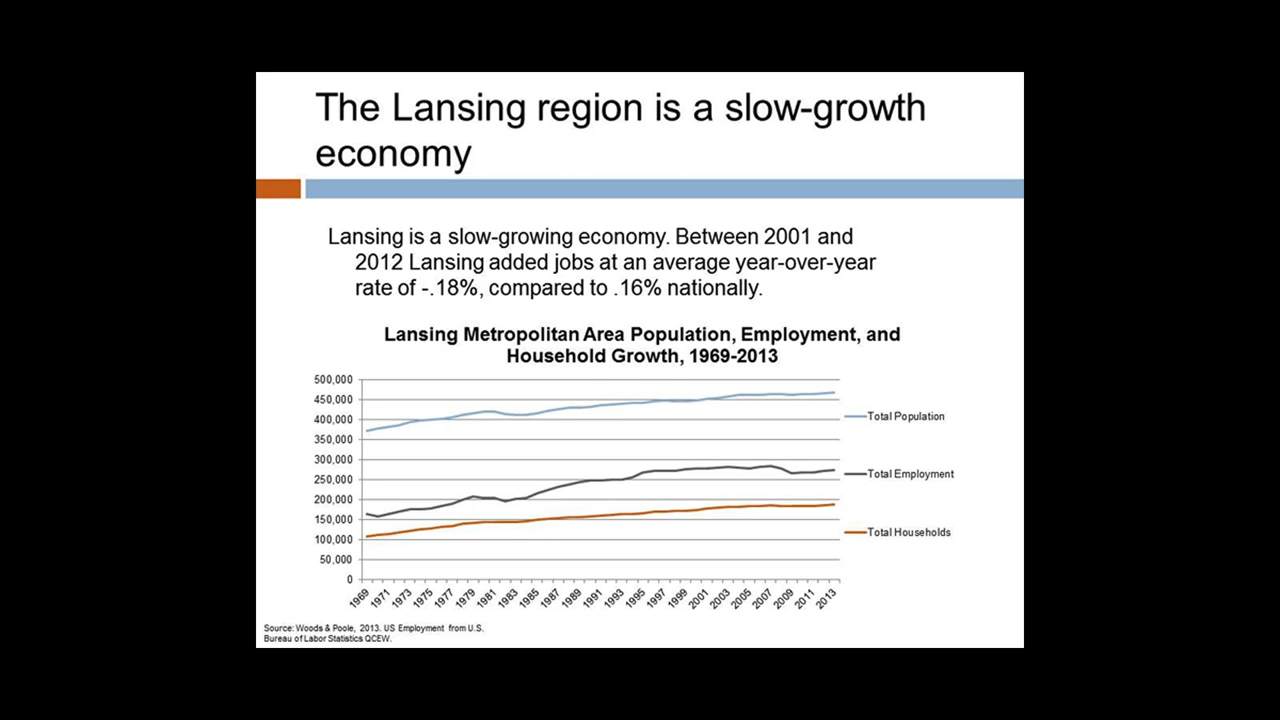 The Lansing region is a slow-growth
economy
Lansing is a slow-growing economy. Between 2001 and
2012 Lansing added jobs at an average year-over-year
rate of -.18%, compared to .16% nationally.
Lansing Metropolitan Area Population, Employment, and
Household Growth, 1969-2013
500,000
450,000
400,000
350,000
300,000
250,000
200,000
150,000
100,000
50,000
0
Total Population
Total Employment
Total Households
1969
1971
1973
1975
1977
1979
1981
1983
1985
1987
1989
1991
1993
1995
1997
1999
2001
2003
2005
2007
2009
2011
2013
Source: Woods & Poole, 2013. US Employment from U.S.
Bureau of Labor Statistics QCEW.